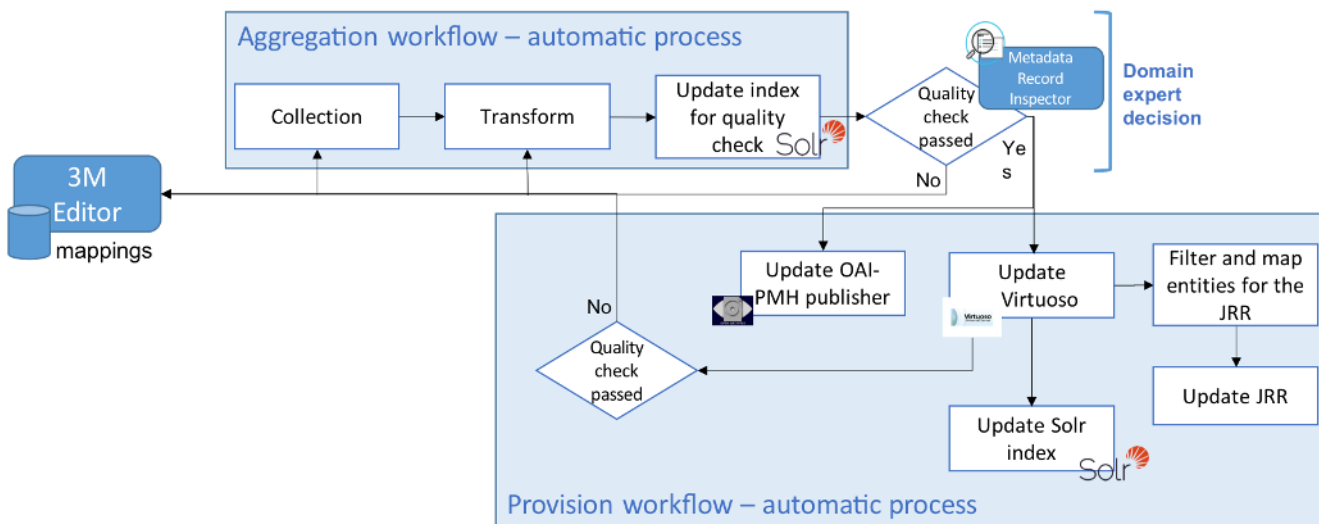 Aggregation workflow – automatic process
Collection
Transform
Update index
for quality
check
Solr
Quality
check
passed
Metadata
Record
Inspector
Domain
expert
decision
Ye
s
No
3M
Editor
mappings
Update OAI-
PMH publisher
Update
Virtuoso
Virtuoso
Filter and map
entities for the
JRR
No
Quality
check
passed
Update JRR
Update Solr
index
Solr
Provision workflow – automatic process